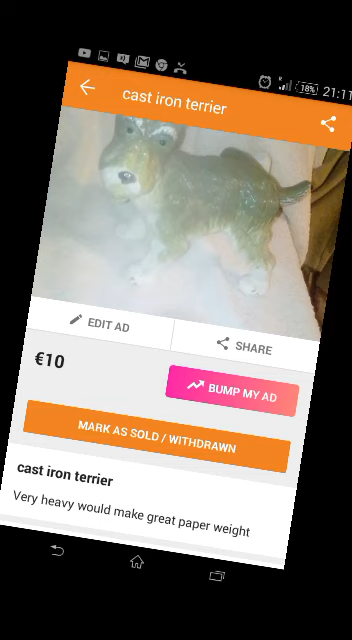 18% 21:11
cast iron terrier
EDIT AD
SHARE
€10
BUMP MY AD
MARK AS SOLD / WITHDRAWN
cast iron terrier
Very heavy would make great paper weight